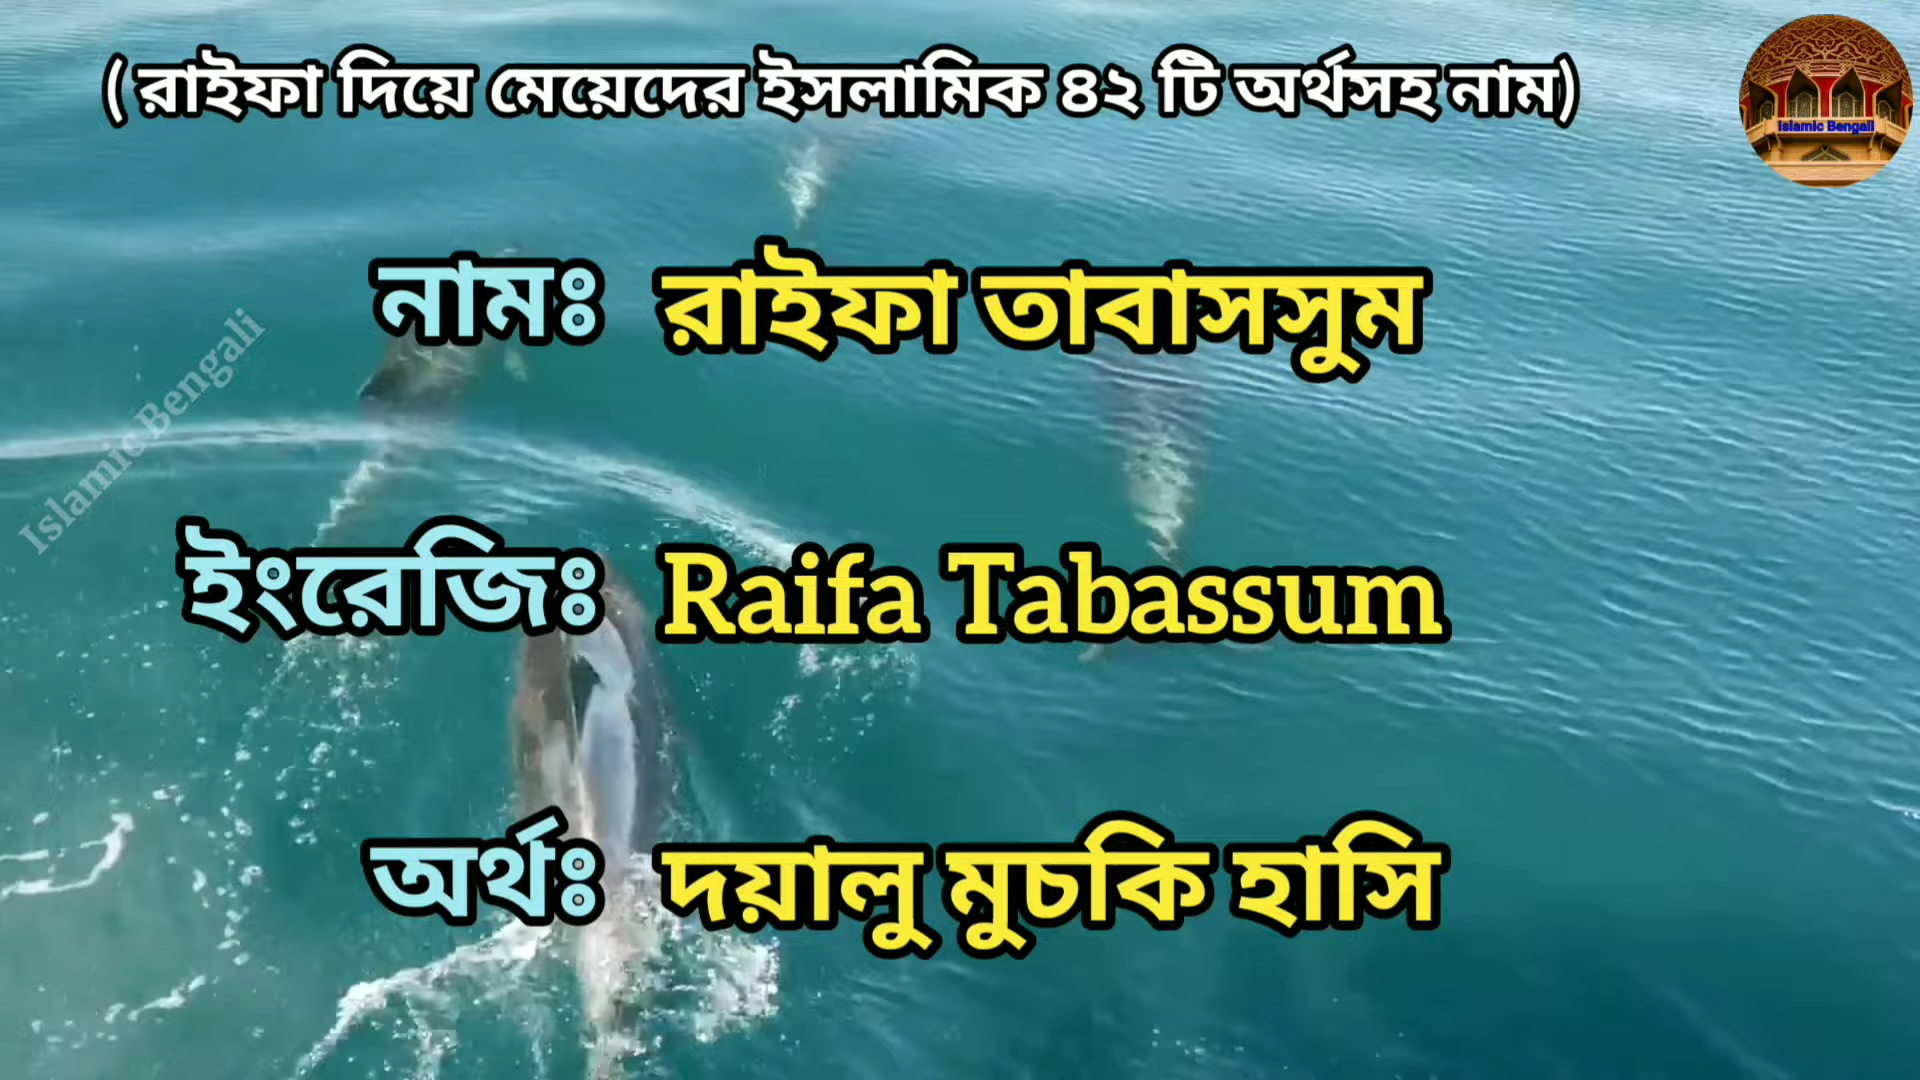 ( রাইফা দিয়ে মেয়েদের ইসলামিক ৪২ টি অর্থসহ নাম)
Islamic Bengali
নামঃ রাইফা তাবাসসুম
Islamic Bengali
ইংরেজিঃ Raifa Tabassum
অর্থঃ দয়ালু মুচকি হাসি